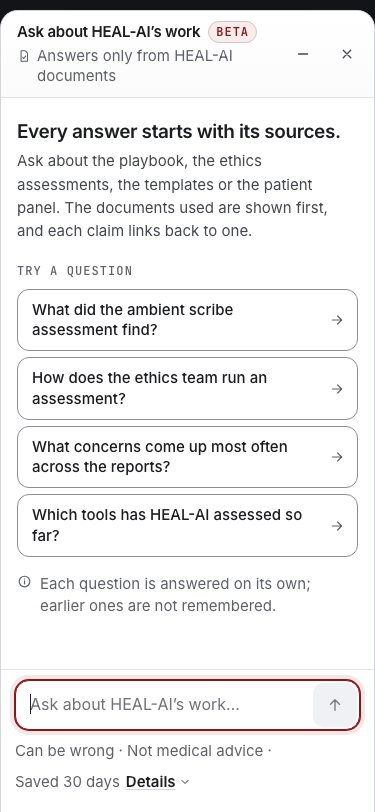 Ask about HEAL-AI’s work BETA
Answers only from HEAL-AI
documents
Every answer starts with its sources.
Ask about the playbook, the ethics
assessments, the templates or the patient
panel. The documents used are shown first,
and each claim links back to one.
TRY A QUESTION
What did the ambient scribe
assessment find?
How does the ethics team run an
assessment?
What concerns come up most often
across the reports?
Which tools has HEAL-AI assessed so
far?
Each question is answered on its own;
earlier ones are not remembered.
Ask about HEAL-AI’s work...
Can be wrong · Not medical advice ·
Saved 30 days Details